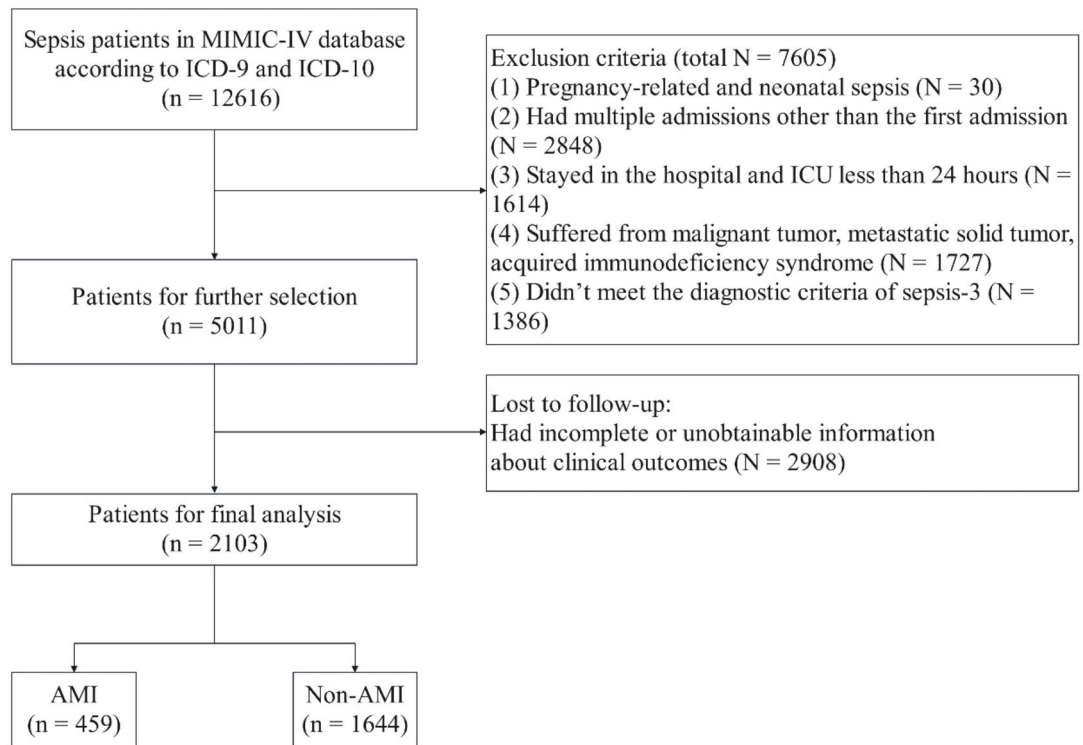 Sepsis patients in MIMIC-IV database
according to ICD-9 and ICD-10
(n = 12616)
Exclusion criteria (total N = 7605)
(1) Pregnancy-related and neonatal sepsis (N = 30)
(2) Had multiple admissions other than the first admission
(N = 2848)
(3) Stayed in the hospital and ICU less than 24 hours (N =
1614)
(4) Suffered from malignant tumor, metastatic solid tumor,
acquired immunodeficiency syndrome (N = 1727)
(5) Didn't meet the diagnostic criteria of sepsis-3 (N =
1386)
Patients for further selection
(n = 5011)
Lost to follow-up:
Had incomplete or unobtainable information
about clinical outcomes (N = 2908)
Patients for final analysis
(n = 2103)
AMI
(n = 459)
Non-AMI
(n = 1644)